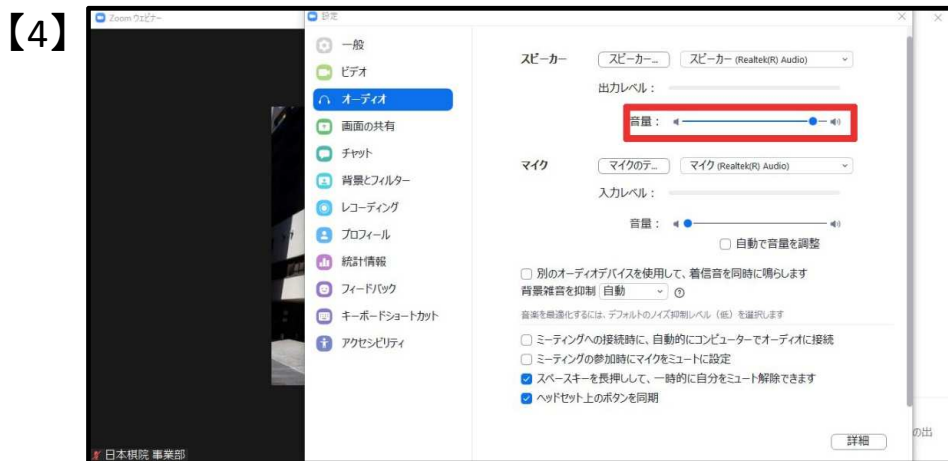 【4】
Zoom ウェビナー
設定
一般
ビデオ
オーディオ
画面の共有
チャット
背景とフィルター
レコーディング
プロフィール
統計情報
フィードバック
キーボードショートカット
アクセシビリティ
スピーカー スピーカー... スピーカー (Realtek(R) Audio)
出力レベル：
音量：
マイク マイクのテ... マイク (Realtek(R) Audio)
入力レベル：
音量：
自動で音量を調整
別のオーディオデバイスを使用して、着信音を同時に鳴らします
背景雑音を抑制 自動
音楽を最適化するには、デフォルトのノイズ抑制レベル（低）を選択します
ミーティングへの接続時に、自動的にコンピューターでオーディオに接続
ミーティングの参加時にマイクをミュートに設定
スペースキーを長押しして、一時的に自分をミュート解除できます
ヘッドセット上のボタンを同期
詳細
の出
日本棋院 事業部